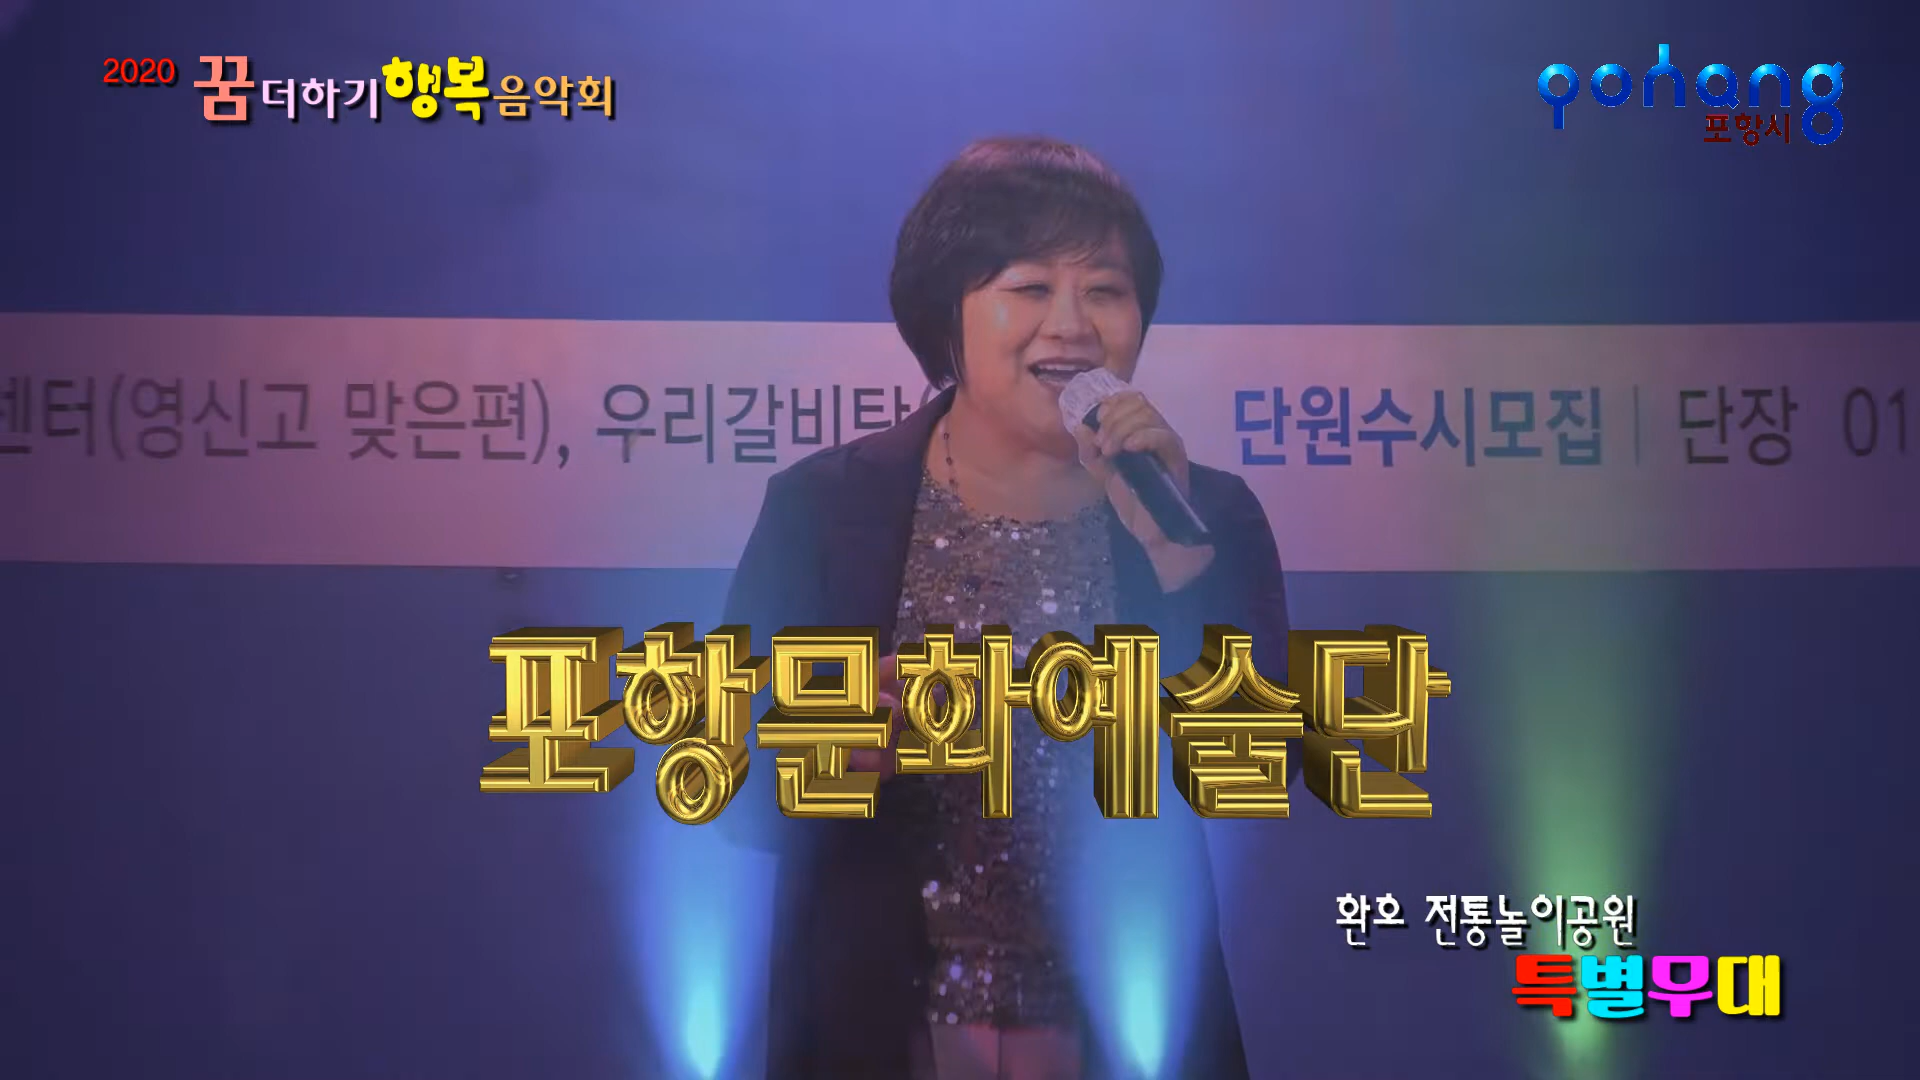 2020 꿈더하기행복음악회
pohang
포항시
센터(영신고 맞은편), 우리갈비탕( 단원수시모집 | 단장 01
포항문화예술단
환호 전통놀이공원
특별무대